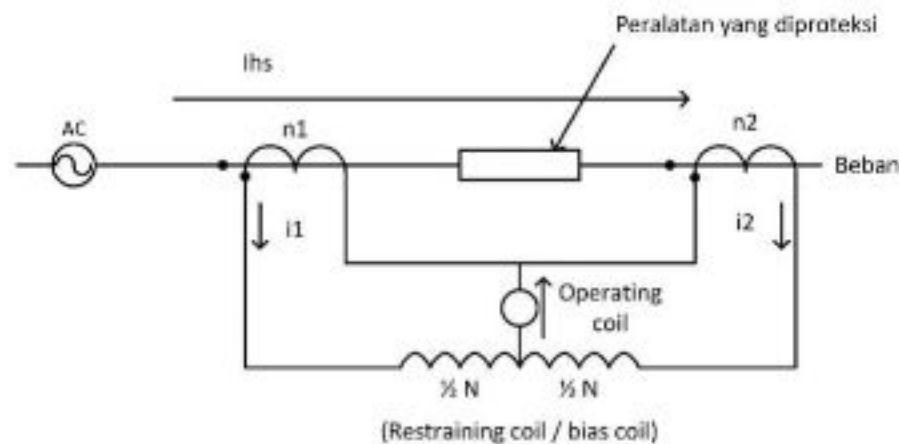 Peralatan yang diproteksi
Ihs
AC
n1
n2
Beban
i1
i2
Operating
coil
½ N
½ N
(Restraining coil / bias coil)